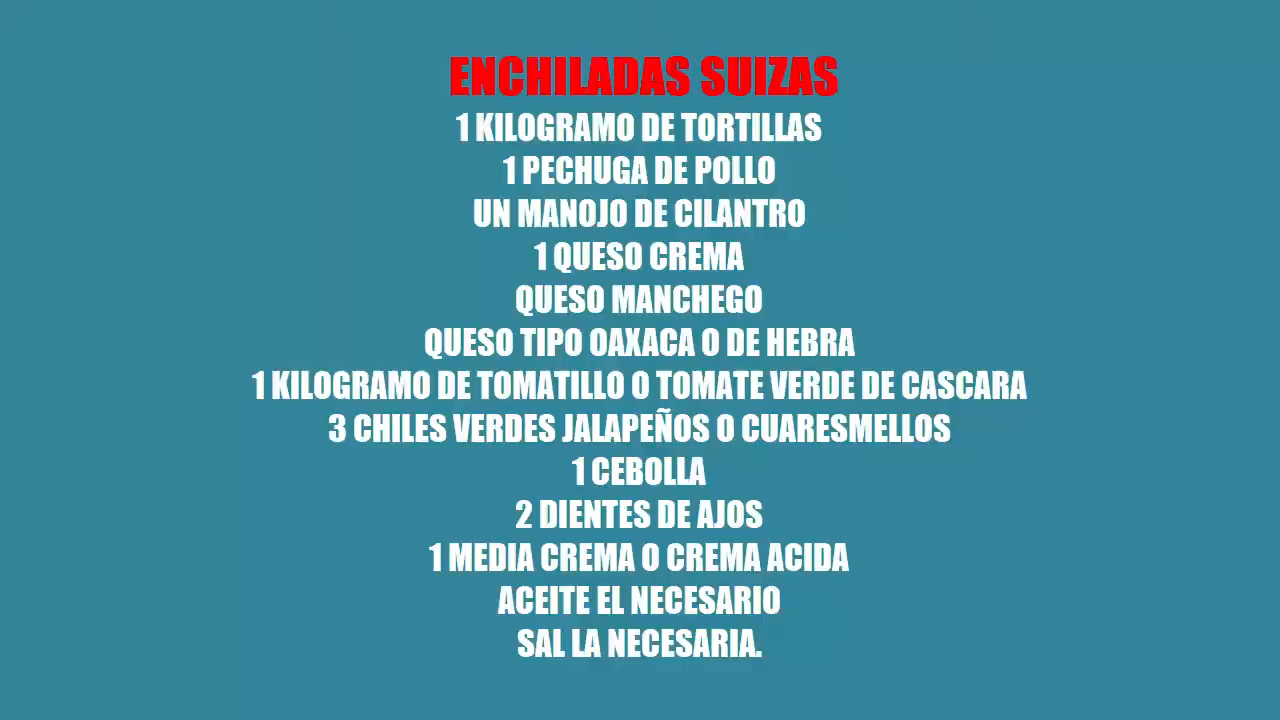 ENCHILADAS SUIZAS
1 KILOGRAMO DE TORTILLAS
1 PECHUGA DE POLLO
UN MANOJO DE CILANTRO
1 QUESO CREMA
QUESO MANCHEGO
QUESO TIPO OAXACA O DE HEBRA
1 KILOGRAMO DE TOMATILLO O TOMATE VERDE DE CASCARA
3 CHILES VERDES JALAPEÑOS O CUARESMELLOS
1 CEBOLLA
2 DIENTES DE AJOS
1 MEDIA CREMA O CREMA ACIDA
ACEITE EL NECESARIO
SAL LA NECESARIA.